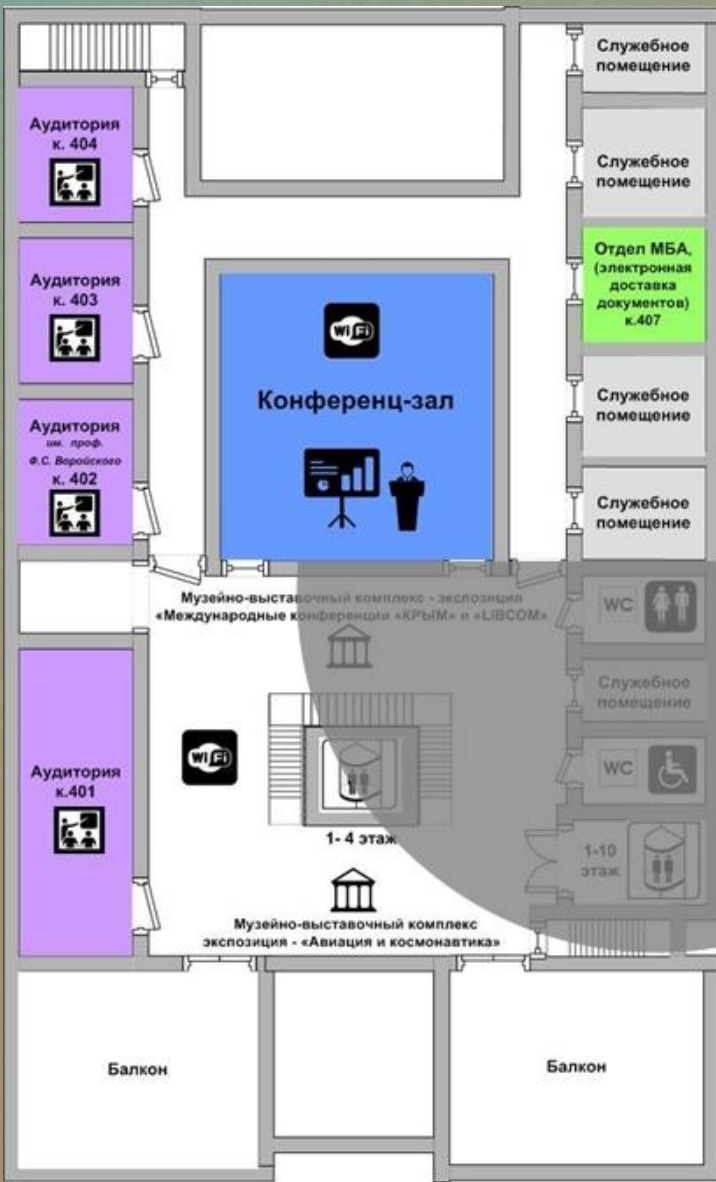 Служебное
помещение
Аудитория
к. 404
Служебное
помещение
Отдел МБА,
(электронная
доставка
документов)
к.407
Аудитория
к. 403
WiFi
Конференц-зал
Служебное
помещение
Аудитория
им. проф.
Ф.С. Воройского
к. 402
Служебное
помещение
Музейно-выставочный комплекс - экспозиция
«Международные конференции «КРЫМ» и «LIBCOM»
WC
Служебное
помещение
WiFi
Аудитория
к.401
WC
1- 4 этаж
1-10
этаж
Музейно-выставочный комплекс
экспозиция - «Авиация и космонавтика»
Балкон
Балкон